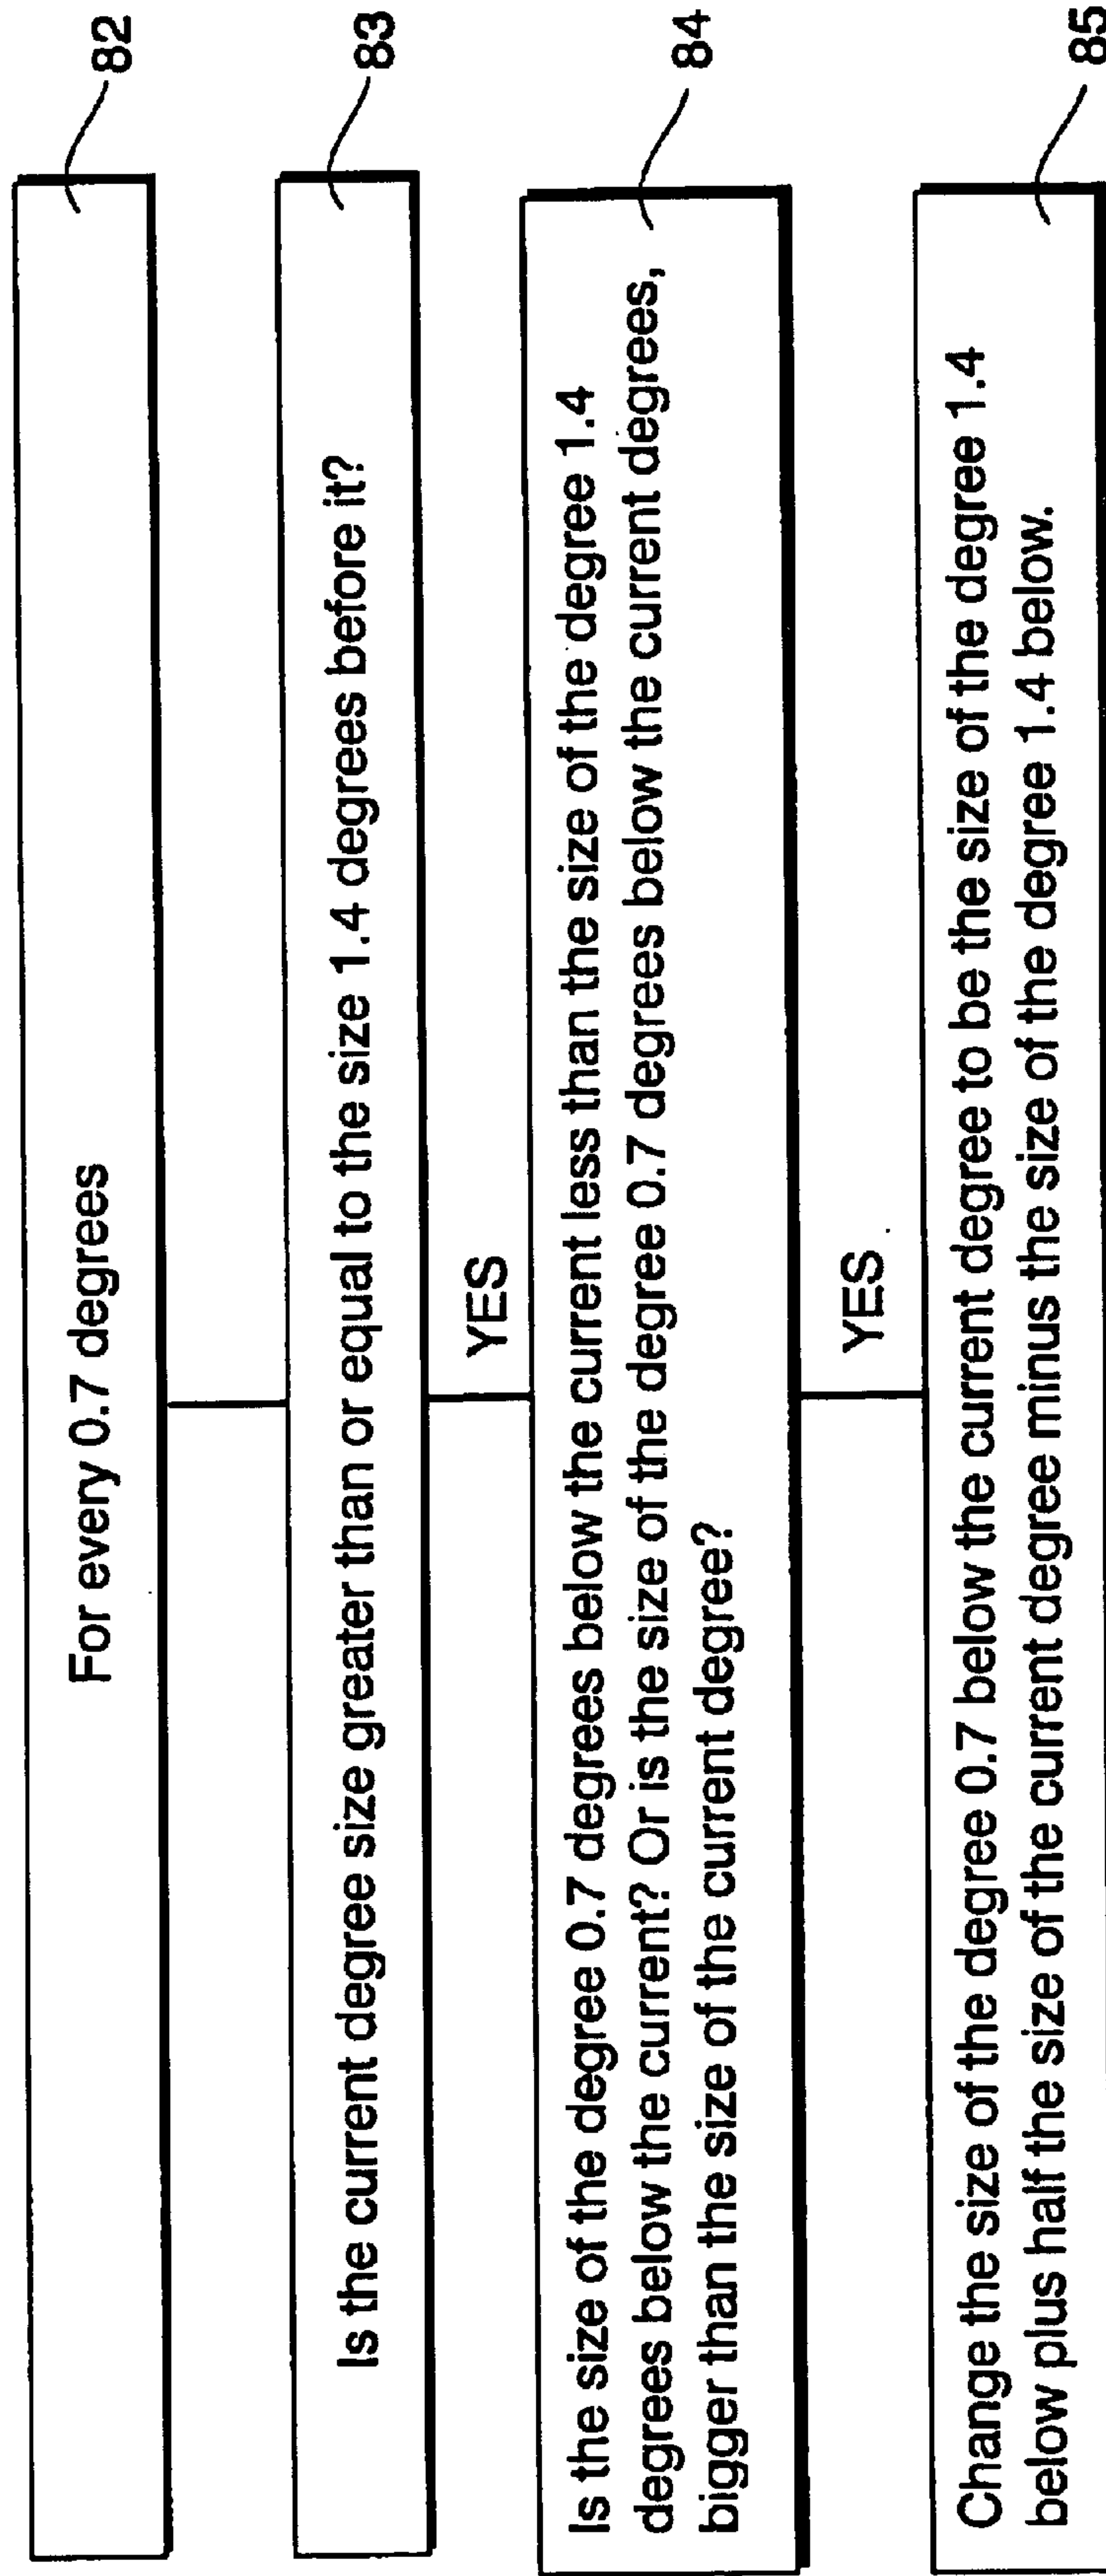 For every 0.7 degrees
82
Is the current degree size greater than or equal to the size 1.4 degrees before it?
83
YES
Is the size of the degree 0.7 degrees below the current less than the size of the degree 1.4
degrees below the current? Or is the size of the degree 0.7 degrees below the current degrees,
bigger than the size of the current degree?
84
YES
Change the size of the degree 0.7 below the current degree to be the size of the degree 1.4
below plus half the size of the current degree minus the size of the degree 1.4 below.
85